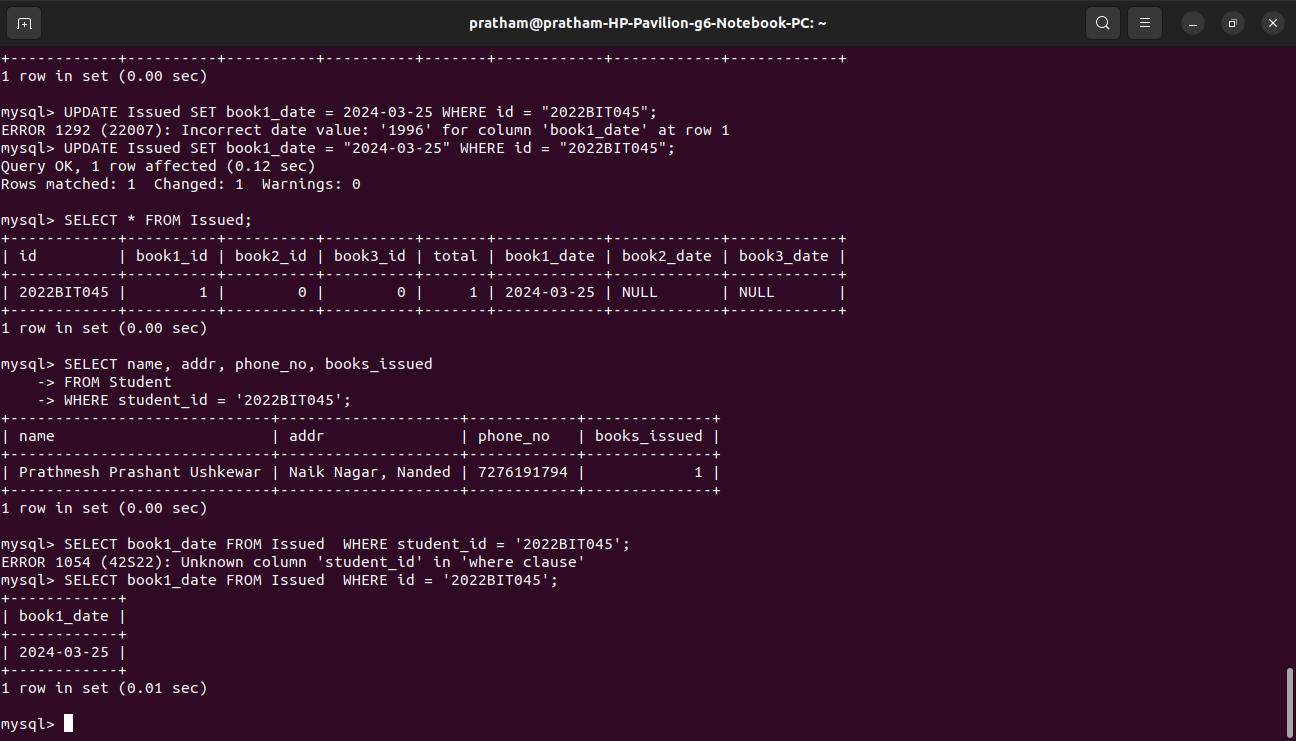 pratham@pratham-HP-Pavilion-g6-Notebook-PC: ~
+------------+----------+----------+----------+-------+------------+------------+------------+
1 row in set (0.00 sec)
mysql> UPDATE Issued SET book1_date = 2024-03-25 WHERE id = "2022BIT045";
ERROR 1292 (22007): Incorrect date value: '1996' for column 'book1_date' at row 1
mysql> UPDATE Issued SET book1_date = "2024-03-25" WHERE id = "2022BIT045";
Query OK, 1 row affected (0.12 sec)
Rows matched: 1  Changed: 1  Warnings: 0
mysql> SELECT * FROM Issued;
+------------+----------+----------+----------+-------+------------+------------+------------+
| id         | book1_id | book2_id | book3_id | total | book1_date | book2_date | book3_date |
+------------+----------+----------+----------+-------+------------+------------+------------+
| 2022BIT045 |        1 |        0 |        0 |     1 | 2024-03-25 | NULL       | NULL       |
+------------+----------+----------+----------+-------+------------+------------+------------+
1 row in set (0.00 sec)
mysql> SELECT name, addr, phone_no, books_issued
    -> FROM Student
    -> WHERE student_id = '2022BIT045';
+-----------------------------+--------------------+------------+--------------+
| name                        | addr               | phone_no   | books_issued |
+-----------------------------+--------------------+------------+--------------+
| Prathmesh Prashant Ushkewar | Naik Nagar, Nanded | 7276191794 |            1 |
+-----------------------------+--------------------+------------+--------------+
1 row in set (0.00 sec)
mysql> SELECT book1_date FROM Issued  WHERE student_id = '2022BIT045';
ERROR 1054 (42S22): Unknown column 'student_id' in 'where clause'
mysql> SELECT book1_date FROM Issued  WHERE id = '2022BIT045';
+------------+
| book1_date |
+------------+
| 2024-03-25 |
+------------+
1 row in set (0.01 sec)
mysql>